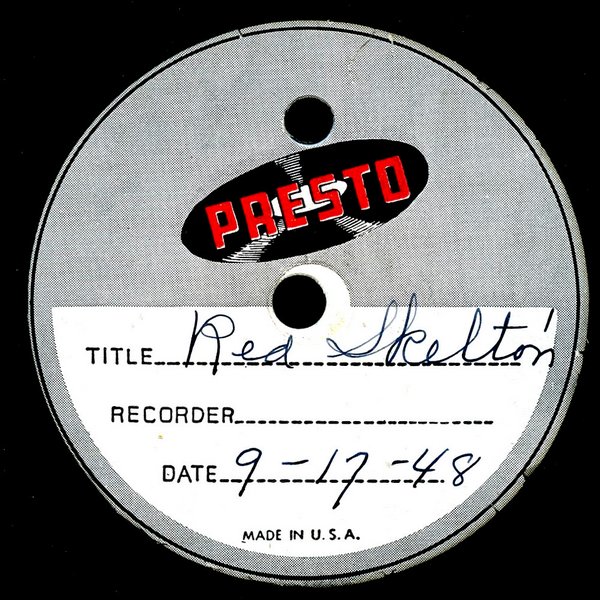 PRESTO
TITLE Red Skelton
RECORDER
DATE 9-17-48
MADE IN U.S.A.